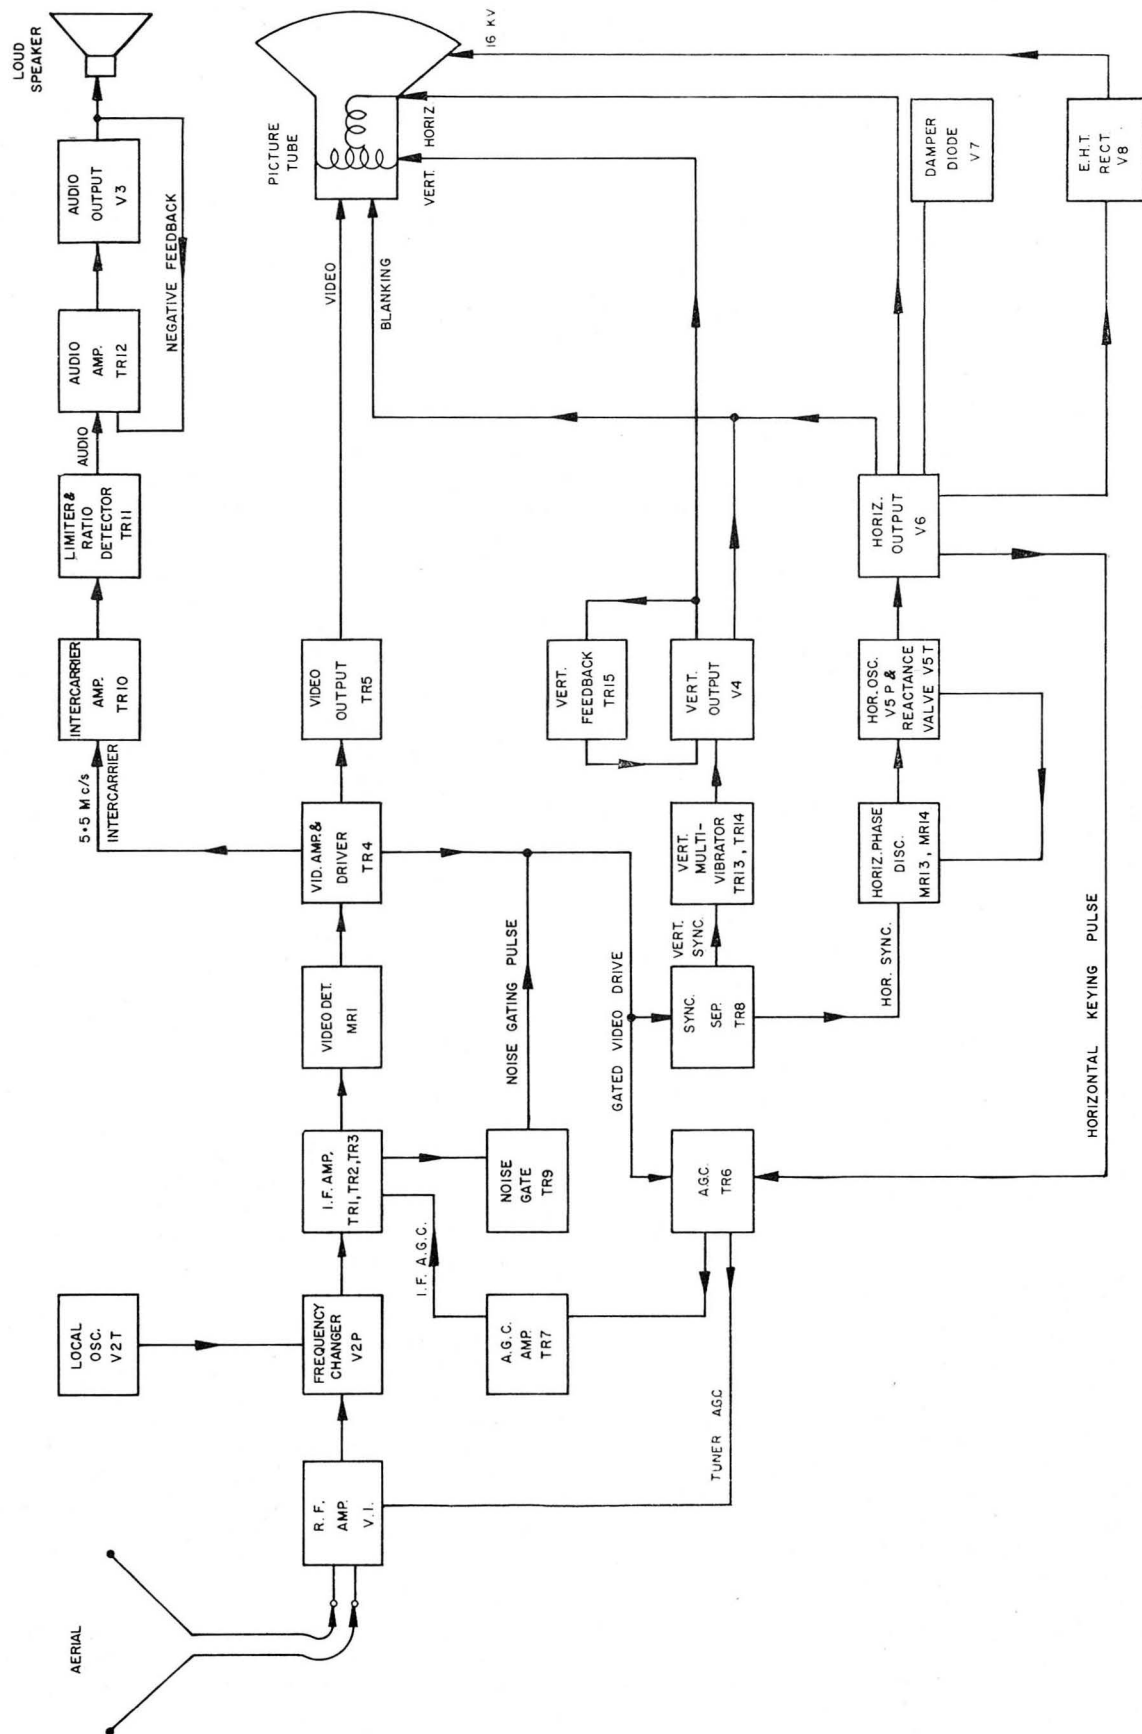 AERIAL
R.F.
AMP.
V.1.
LOCAL
OSC.
V2T
FREQUENCY
CHANGER
V2P
TUNER AGC
I.F. AMP.
TR1, TR2, TR3
I.F. A.G.C.
A.G.C.
AMP.
TR7
NOISE
GATE
TR9
A.G.C.
TR6
VIDEO DET.
MR1
NOISE GATING PULSE
GATED VIDEO DRIVE
SYNC.
SEP.
TR8
VERT.
SYNC.
HOR. SYNC.
HORIZONTAL KEYING PULSE
VID. AMP. &
DRIVER
TR4
5·5 Mc/s
INTERCARRIER
VERT.
MULTI-
VIBRATOR
TR13, TR14
HORIZ. PHASE
DISC.
MR13, MR14
INTERCARRIER
AMP.
TR10
VIDEO
OUTPUT
TR5
VERT.
FEEDBACK
TR15
VERT.
OUTPUT
V4
HOR. OSC.
V5P &
REACTANCE
VALVE V5T
LIMITER &
RATIO
DETECTOR
TR11
HORIZ.
OUTPUT
V6
AUDIO
AUDIO
AMP.
TR12
NEGATIVE FEEDBACK
AUDIO
OUTPUT
V3
VIDEO
BLANKING
LOUD
SPEAKER
PICTURE
TUBE
VERT.
HORIZ
16 KV
DAMPER
DIODE
V7
E.H.T.
RECT.
V8